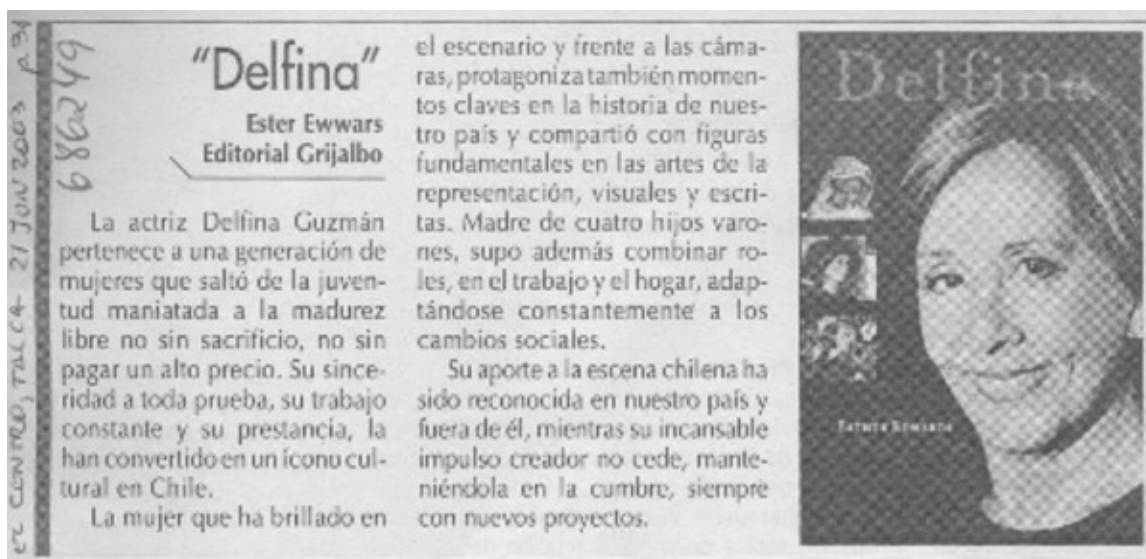 el CENTRO, TALCA 21 JUN 2003 p 31
686249
"Delfina"
Ester Ewwars
Editorial Grijalbo
La actriz Delfina Guzmán
pertenece a una generación de
mujeres que saltó de la juven-
tud maniatada a la madurez
libre no sin sacrificio, no sin
pagar un alto precio. Su since-
ridad a toda prueba, su trabajo
constante y su prestancia, la
han convertido en un ícono cul-
tural en Chile.
La mujer que ha brillado en
el escenario y frente a las cáma-
ras, protagoniza también momen-
tos claves en la historia de nues-
tro país y compartió con figuras
fundamentales en las artes de la
representación, visuales y escri-
tas. Madre de cuatro hijos varo-
nes, supo además combinar ro-
les, en el trabajo y el hogar, adap-
tándose constantemente a los
cambios sociales.
Su aporte a la escena chilena ha
sido reconocida en nuestro país y
fuera de él, mientras su incansable
impulso creador no cede, mante-
niéndola en la cumbre, siempre
con nuevos proyectos.
Delfina
ESTHER EDWARDS